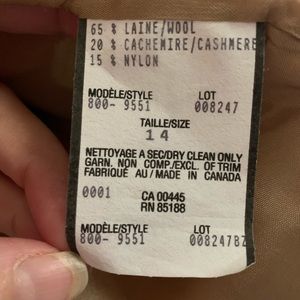 65 % LAINE/WOOL
20 % CACHEMIRE/CASHMERE
15 % NYLON
MODÈLE/STYLE LOT
800- 9551 008247
TAILLE/SIZE
14
NETTOYAGE A SEC/DRY CLEAN ONLY
GARN. NON COMP./EXCL. OF TRIM
FABRIQUÉ AU / MADE IN CANADA
0001 CA 00445
RN 85188
MODÈLE/STYLE LOT
800- 9551 008247BZ